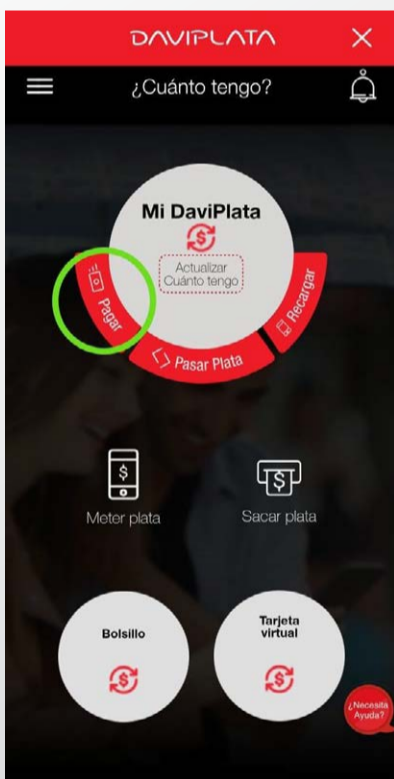 DAVIPLATA
¿Cuánto tengo?
Mi DaviPlata
Actualizar
Cuánto tengo
Pagar
Pasar Plata
Recargar
Meter plata
Sacar plata
Bolsillo
Tarjeta
virtual
¿Necesita
Ayuda?